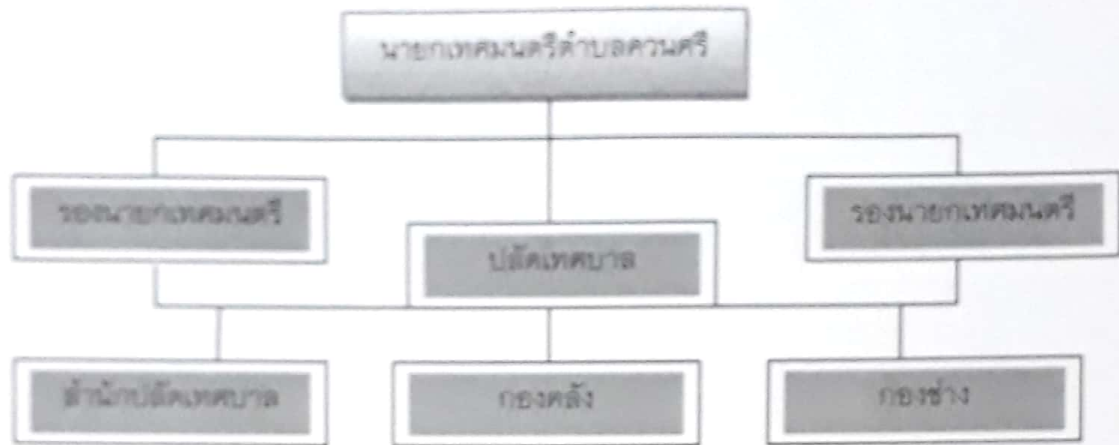 นายกเทศมนตรีตำบลควนศรี
รองนายกเทศมนตรี
รองนายกเทศมนตรี
ปลัดเทศบาล
สำนักปลัดเทศบาล
กองคลัง
กองช่าง